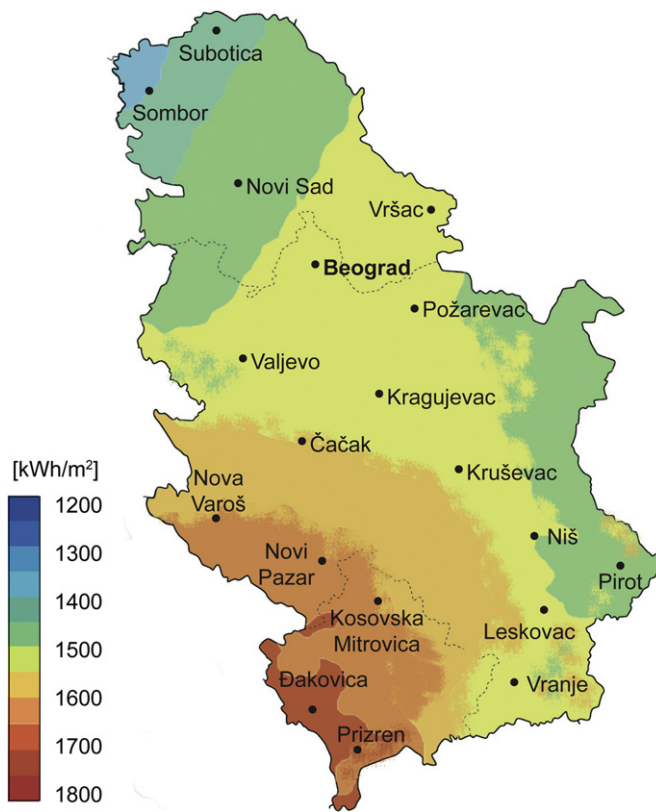 Subotica
Sombor
Novi Sad
Vršac
Beograd
Požarevac
Valjevo
Kragujevac
Čačak
[kWh/m²]
Nova
Varoš
Kruševac
1200
1300
1400
1500
1600
1700
1800
Niš
Novi
Pazar
Pirot
Kosovska
Mitrovica
Leskovac
Đakovica
Vranje
Prizren